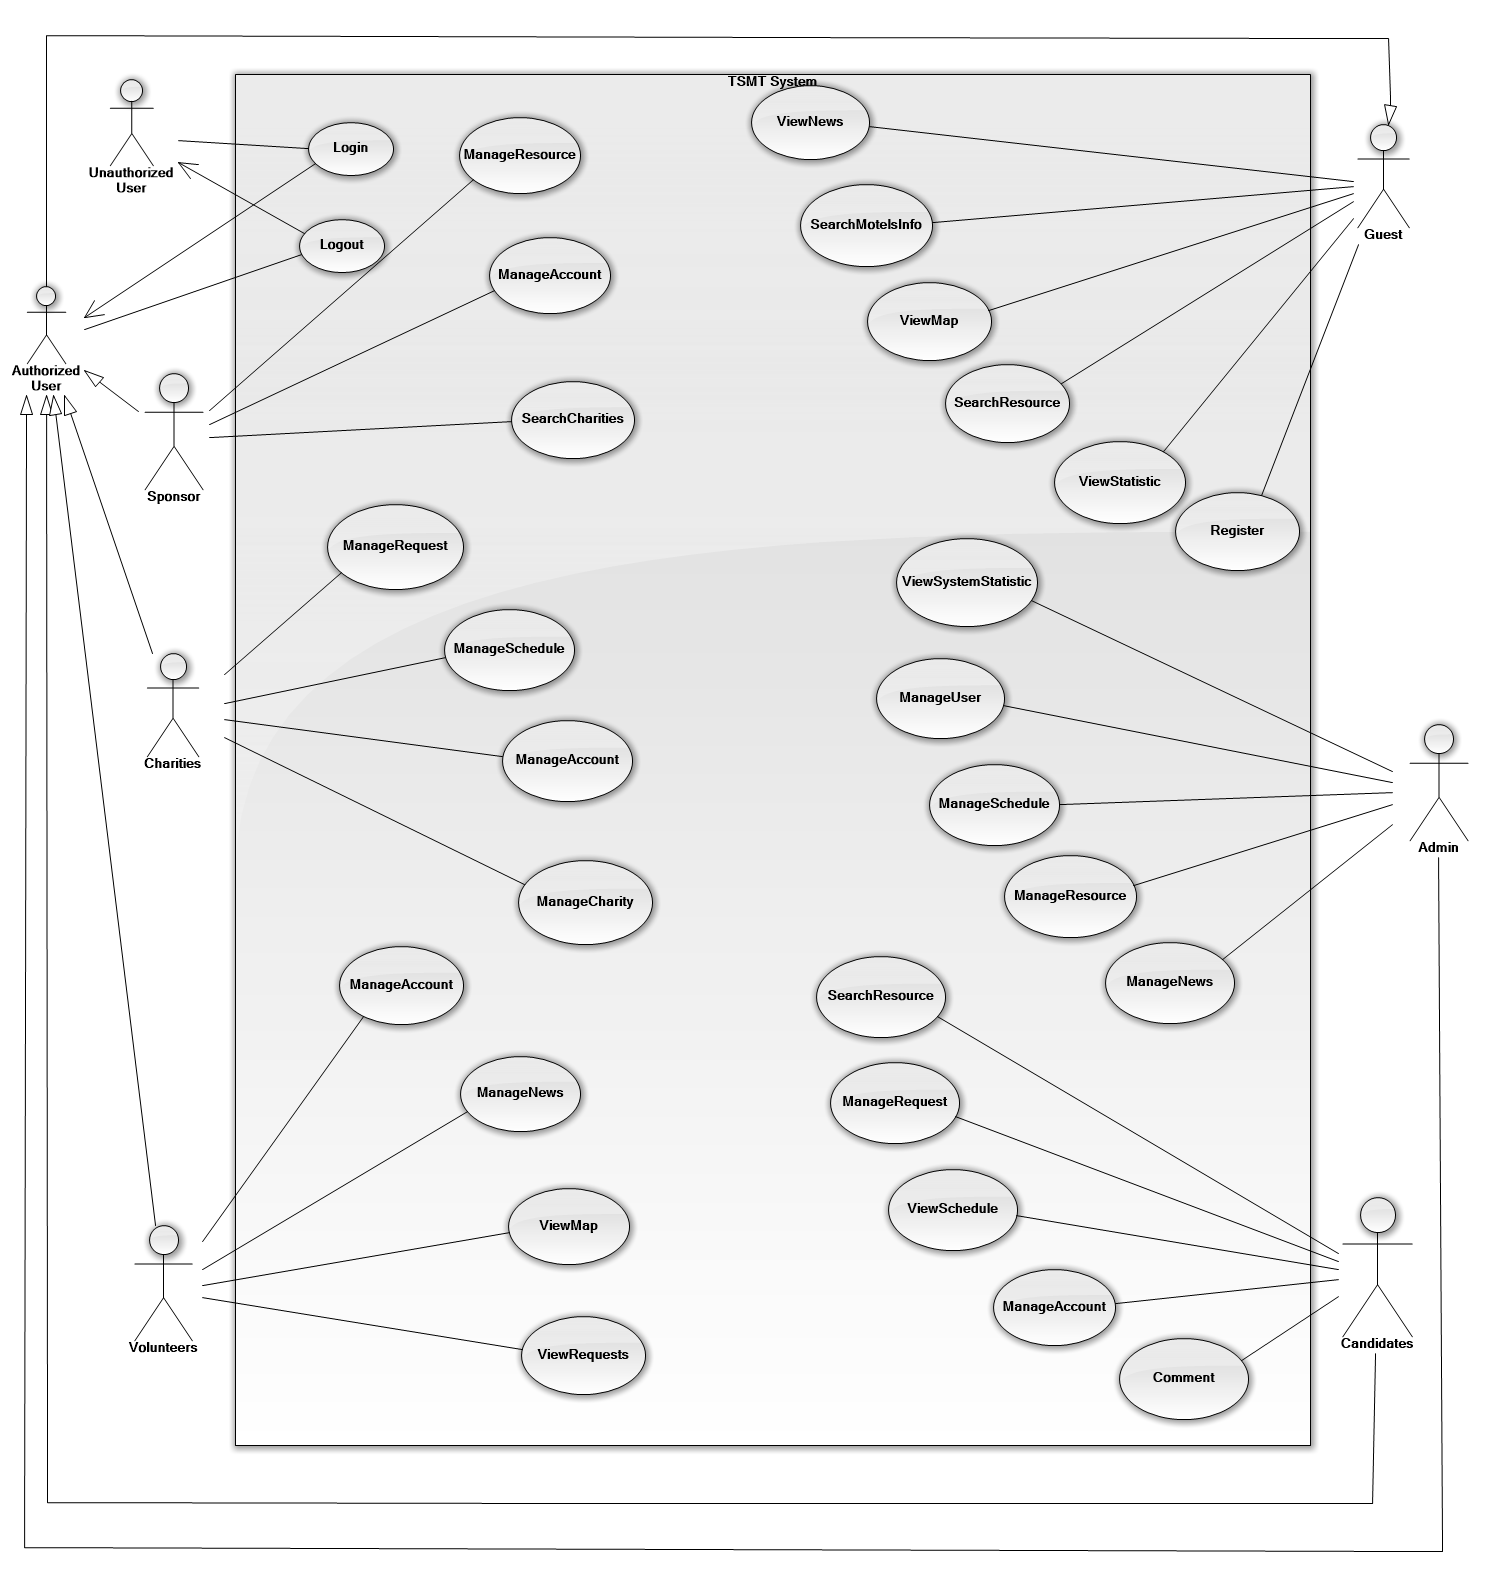 TSMT System
Unauthorized
User
Login
Logout
ManageResource
ManageAccount
SearchCharities
Authorized
User
Sponsor
ViewNews
SearchMotelsInfo
ViewMap
SearchResource
ViewStatistic
Register
Guest
ManageRequest
ManageSchedule
ManageAccount
ManageCharity
Charities
ViewSystemStatistic
ManageUser
ManageSchedule
ManageResource
ManageNews
Admin
ManageAccount
ManageNews
ViewMap
ViewRequests
Volunteers
SearchResource
ManageRequest
ViewSchedule
ManageAccount
Comment
Candidates